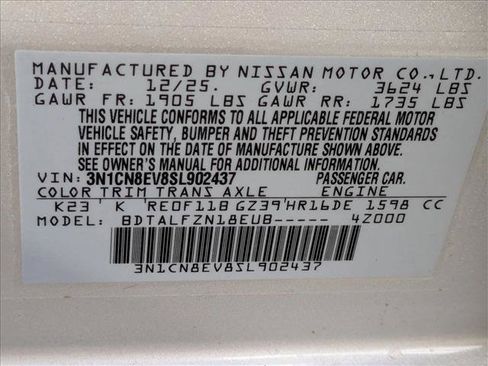 MANUFACTURED BY NISSAN MOTOR CO., LTD.
DATE: 12/25. GVWR: 3624 LBS
GAWR FR: 1905 LBS GAWR RR: 1735 LBS
THIS VEHICLE CONFORMS TO ALL APPLICABLE FEDERAL MOTOR
VEHICLE SAFETY, BUMPER AND THEFT PREVENTION STANDARDS
IN EFFECT ON THE DATE OF MANUFACTURE SHOWN ABOVE.
SEE OWNER'S MANUAL FOR ADDITIONAL INFORMATION.
VIN: 3N1CN8EV8SL902437 PASSENGER CAR.
COLOR TRIM TRANS AXLE ENGINE
K23 K RE0F11B GZ39 HR16DE 1598 CC
MODEL: BDTALFZN18EUB----- 4Z000
3N1CN8EV8SL902437